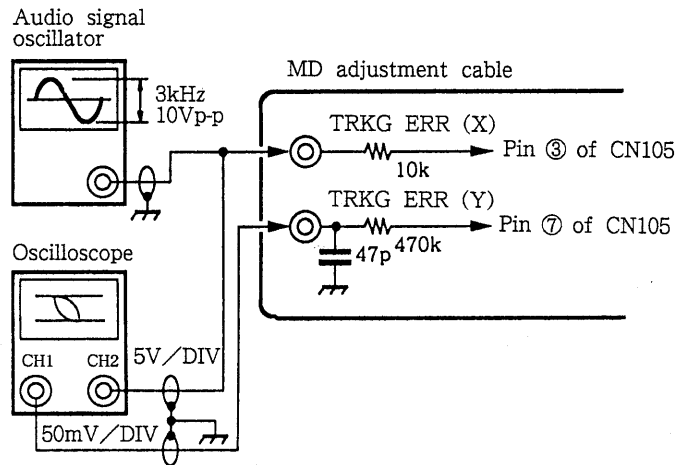 Audio signal
oscillator
3kHz
10Vp-p
MD adjustment cable
TRKG ERR (X)
10k
Pin ③ of CN105
TRKG ERR (Y)
47p
470k
Pin ⑦ of CN105
Oscilloscope
CH1
CH2
5V/DIV
50mV/DIV